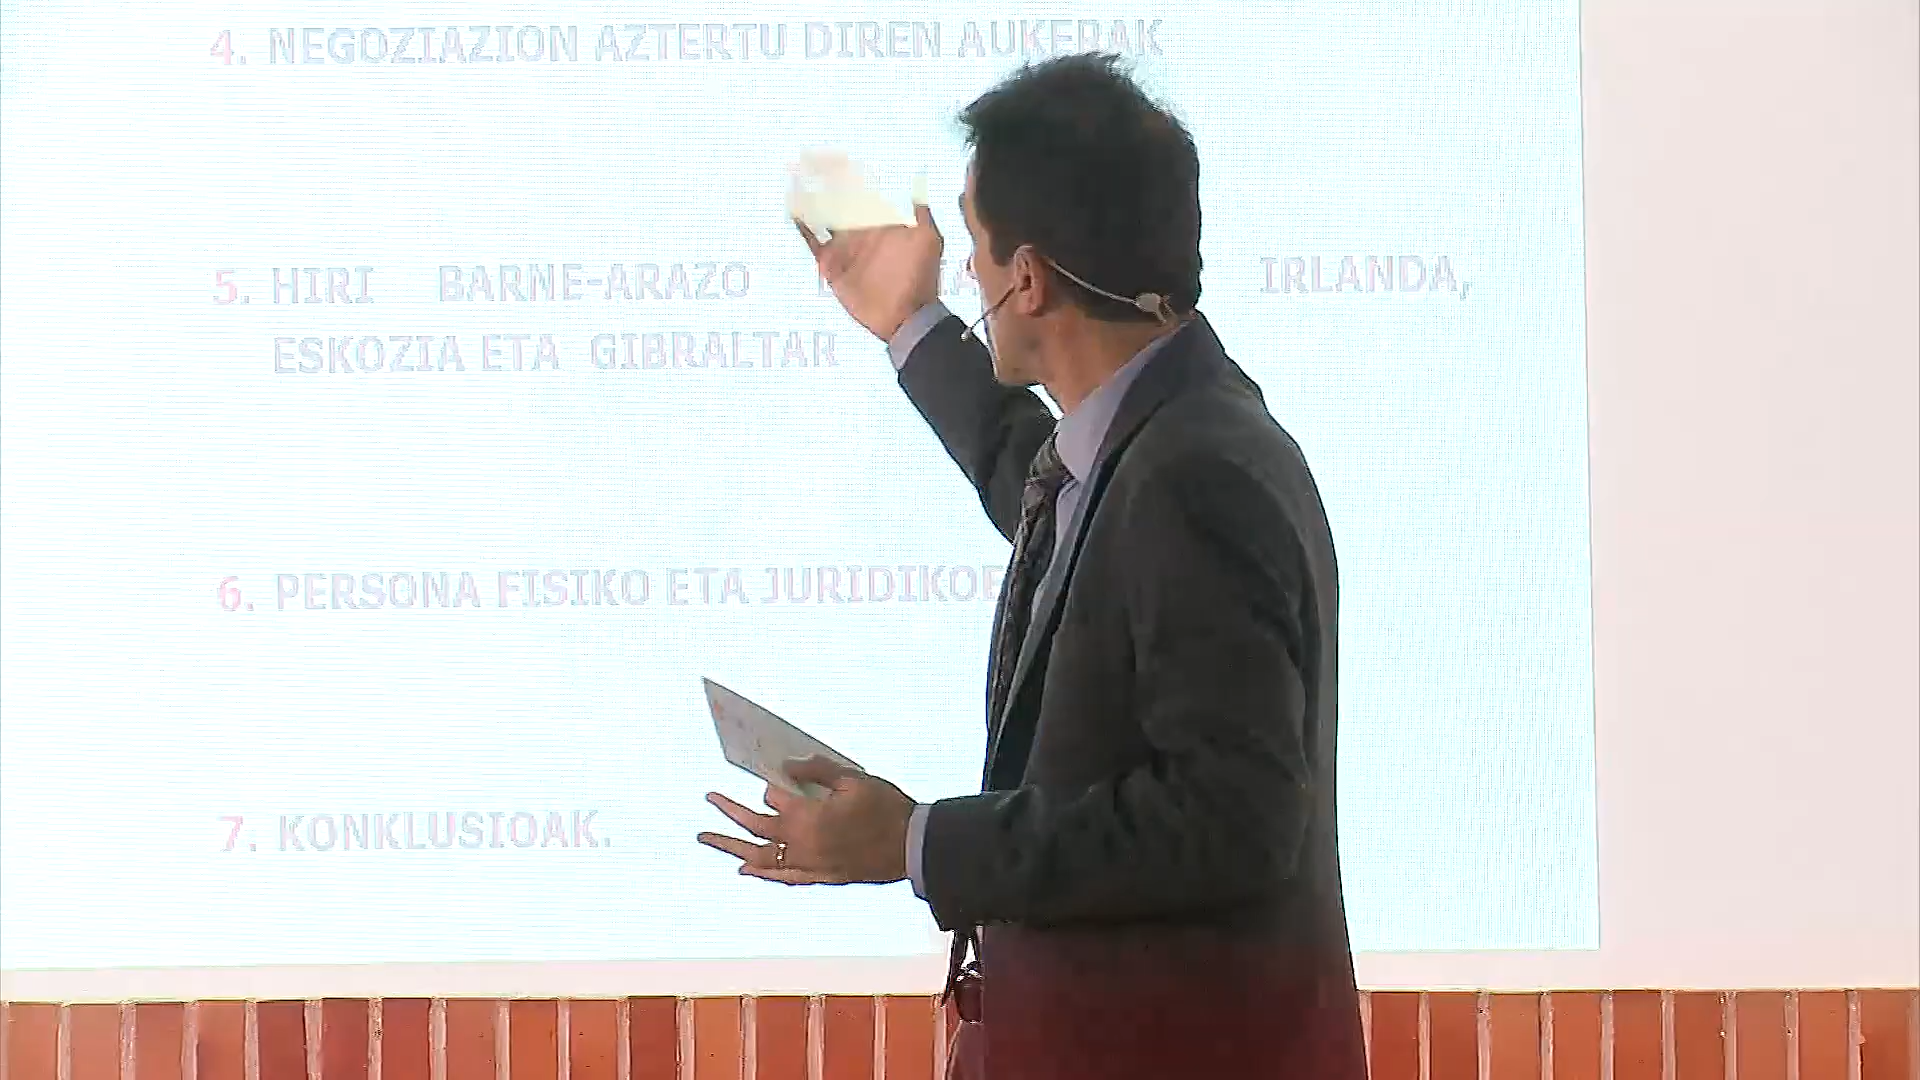 4. NEGOZIAZION AZTERTU DIREN AUKERAK
5. HIRI BARNE-ARAZO IRLANDA,
ESKOZIA ETA GIBRALTAR
6. PERSONA FISIKO ETA JURIDIKOE
7. KONKLUSIOAK.